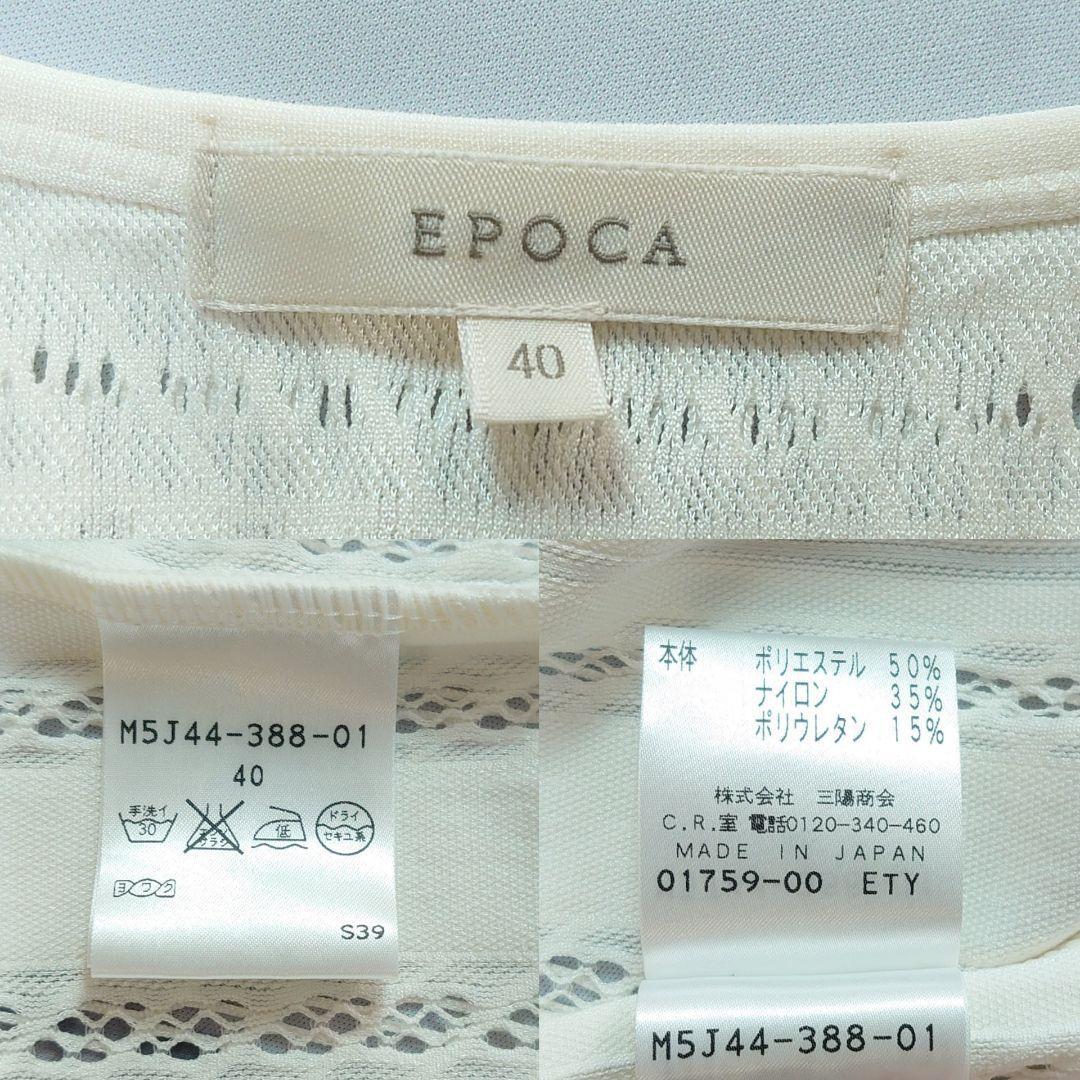 EPOCA
40
M5J44-388-01
40
手洗イ
30
低
ドライ
セキユ系
ヨワク
S39
本体 ポリエステル 50%
ナイロン 35%
ポリウレタン 15%
株式会社 三陽商会
C.R.室 電話0120-340-460
MADE IN JAPAN
01759-00 ETY
M5J44-388-01